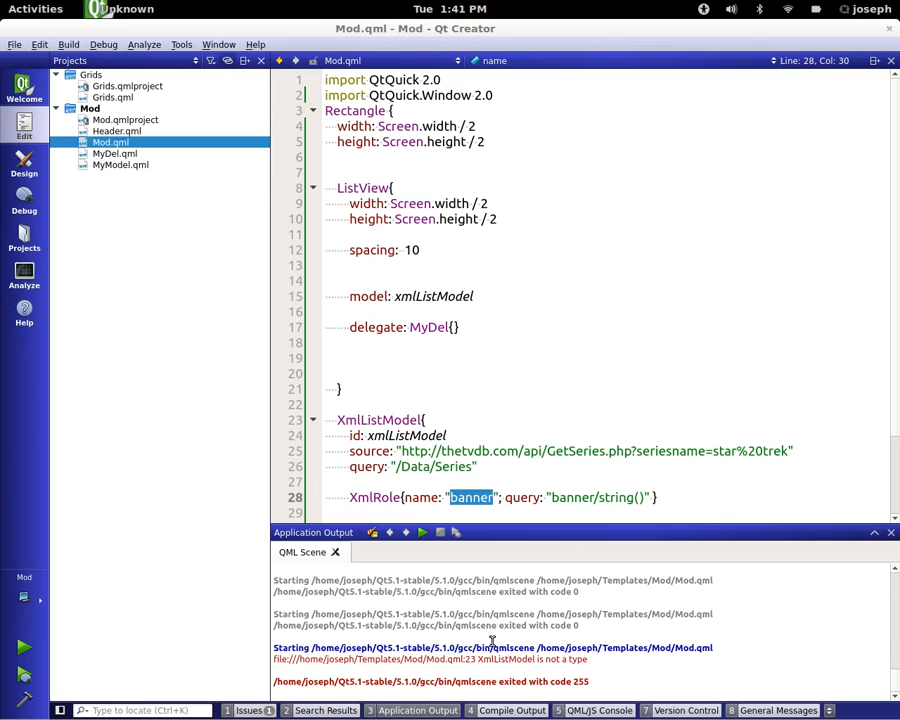 Activities Unknown Tue 1:41 PM joseph
Mod.qml - Mod - Qt Creator
File Edit Build Debug Analyze Tools Window Help
Projects Mod.qml name Line: 28, Col: 30
Welcome
Edit
Design
Debug
Projects
Analyze
Help
Mod
Grids
Grids.qmlproject
Grids.qml
Mod
Mod.qmlproject
Header.qml
Mod.qml
MyDel.qml
MyModel.qml
1 import QtQuick 2.0
2 import QtQuick.Window 2.0
3 Rectangle {
4 width: Screen.width / 2
5 height: Screen.height / 2
6
7
8 ListView{
9 width: Screen.width / 2
10 height: Screen.height / 2
11
12 spacing: 10
13
14
15 model: xmlListModel
16
17 delegate: MyDel{}
18
19
20
21 }
22
23 XmlListModel{
24 id: xmlListModel
25 source: "http://thetvdb.com/api/GetSeries.php?seriesname=star%20trek"
26 query: "/Data/Series"
27
28 XmlRole{name: "banner"; query: "banner/string()" }
29
Application Output
QML Scene
Starting /home/joseph/Qt5.1-stable/5.1.0/gcc/bin/qmlscene /home/joseph/Templates/Mod/Mod.qml
/home/joseph/Qt5.1-stable/5.1.0/gcc/bin/qmlscene exited with code 0
Starting /home/joseph/Qt5.1-stable/5.1.0/gcc/bin/qmlscene /home/joseph/Templates/Mod/Mod.qml
/home/joseph/Qt5.1-stable/5.1.0/gcc/bin/qmlscene exited with code 0
Starting /home/joseph/Qt5.1-stable/5.1.0/gcc/bin/qmlscene /home/joseph/Templates/Mod/Mod.qml
file:///home/joseph/Templates/Mod/Mod.qml:23 XmlListModel is not a type
/home/joseph/Qt5.1-stable/5.1.0/gcc/bin/qmlscene exited with code 255
Type to locate (Ctrl+K) 1 Issues 1 2 Search Results 3 Application Output 4 Compile Output 5 QML/JS Console 7 Version Control 8 General Messages